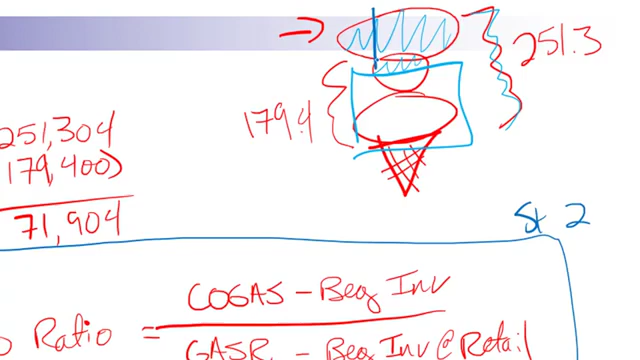 251.3
179.4
251,304
179,400)
71,904
St 2
COGAS - Beg Inv
Ratio =
GASR - Beg Inv @ Retail